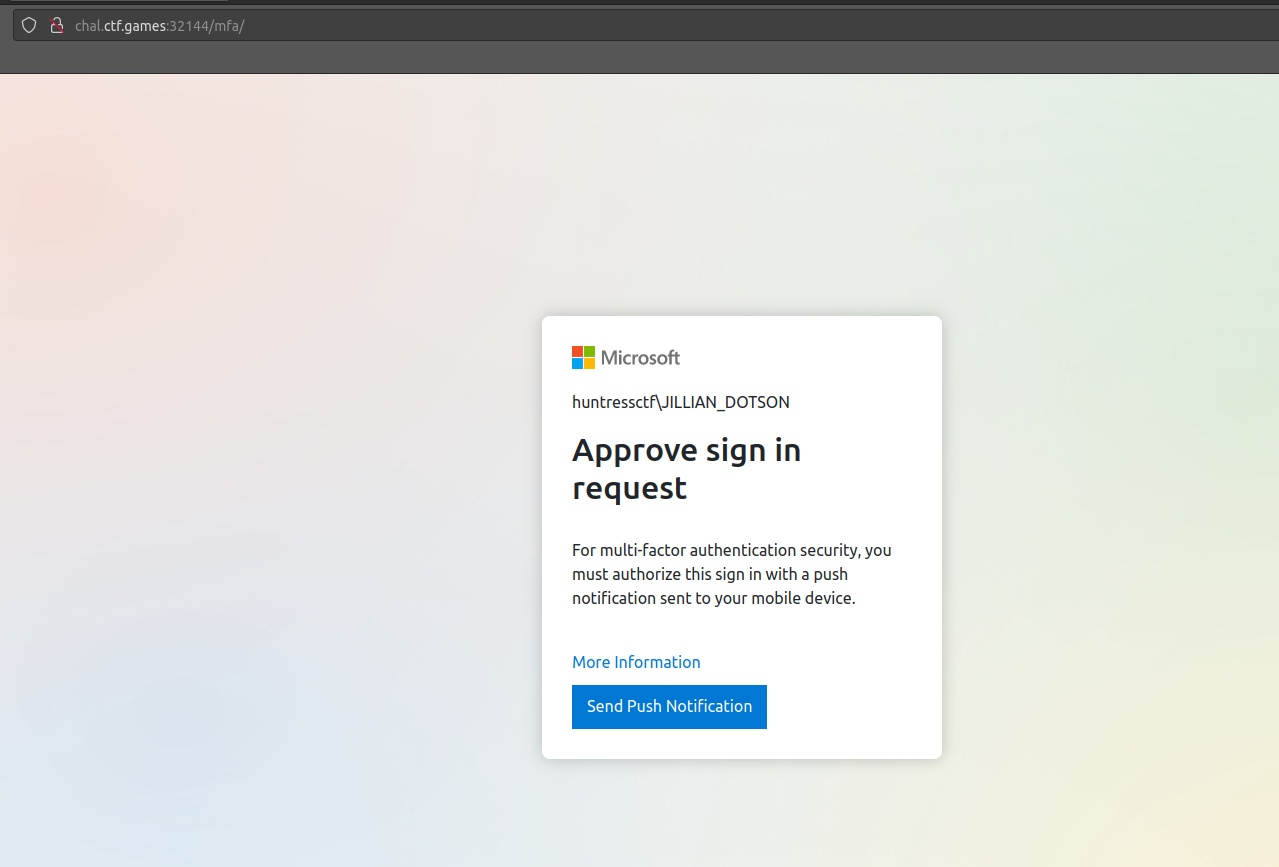 chal.ctf.games:32144/mfa/
Microsoft
huntressctf\JILLIAN_DOTSON
Approve sign in
request
For multi-factor authentication security, you
must authorize this sign in with a push
notification sent to your mobile device.
More Information
Send Push Notification